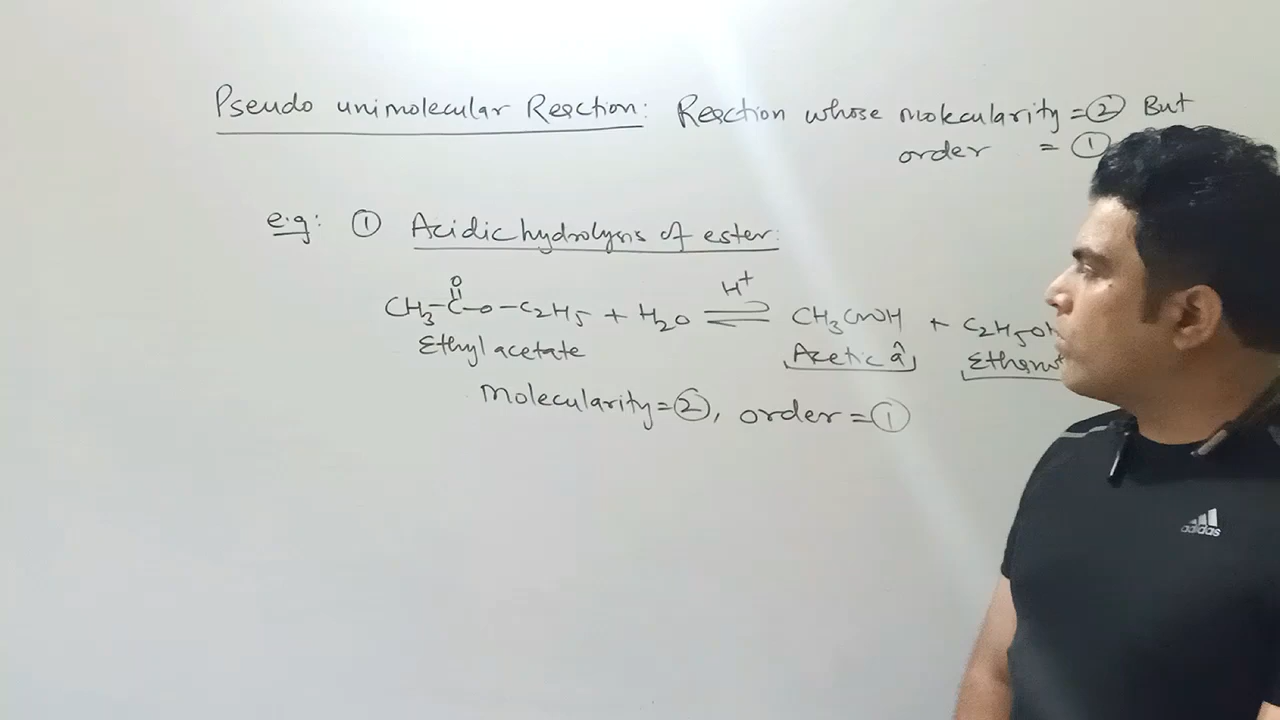 Pseudo unimolecular Reaction: Reaction whose molecularity = ② But
order = ①
e.g: ① Acidic hydrolysis of ester:
O
CH3-C-O-C2H5 + H2O ⇌ CH3COOH + C2H5OH
H+
Ethyl acetate Acetic â Ethanol
Molecularity = ②, order = ①
adidas